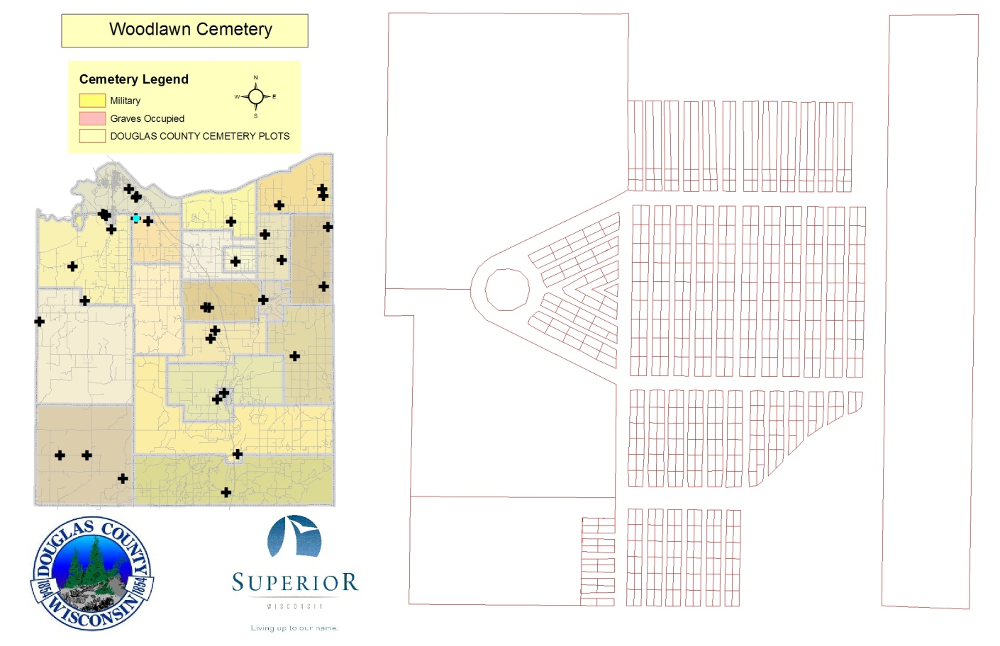 Woodlawn Cemetery
Cemetery Legend
N
W
E
S
Military
Graves Occupied
DOUGLAS COUNTY CEMETERY PLOTS
DOUGLAS COUNTY
1854
1854
WISCONSIN
SUPERIOR
WISCONSIN
Living up to our name.